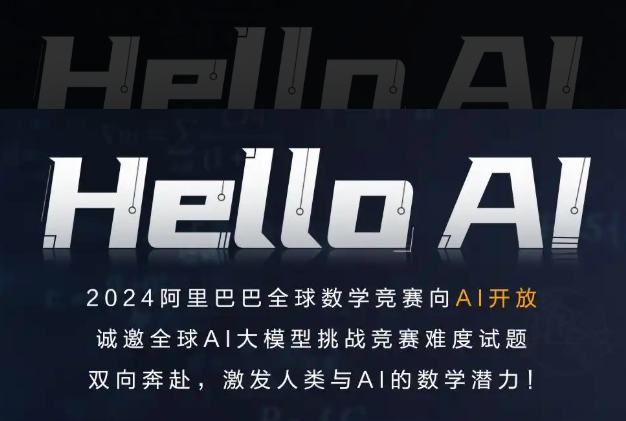 Hello AI
Hello AI
2024阿里巴巴全球数学竞赛向AI开放
诚邀全球AI大模型挑战竞赛难度试题
双向奔赴，激发人类与AI的数学潜力！